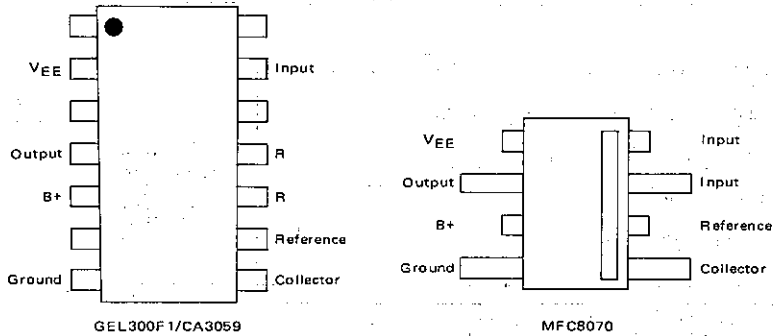 VEE Input
Output R
B+ R
Reference
Ground Collector
GEL300F1/CA3059
VEE Input
Output Input
B+ Reference
Ground Collector
MFC8070